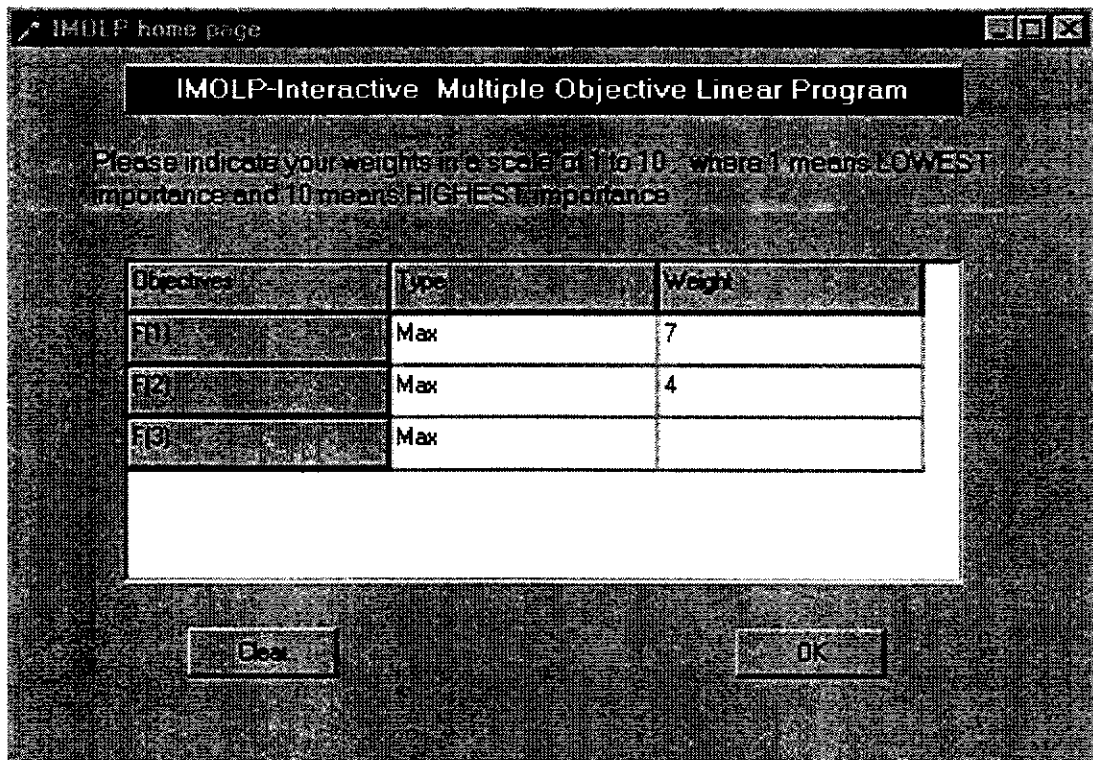 IMOLP home page
IMOLP-Interactive Multiple Objective Linear Program
Please indicate your weights in a scale of 1 to 10 where 1 means LOWEST
importance and 10 means HIGHEST importance
Objectives Type Weight
F(1) Max 7
F(2) Max 4
F(3) Max
Clear OK